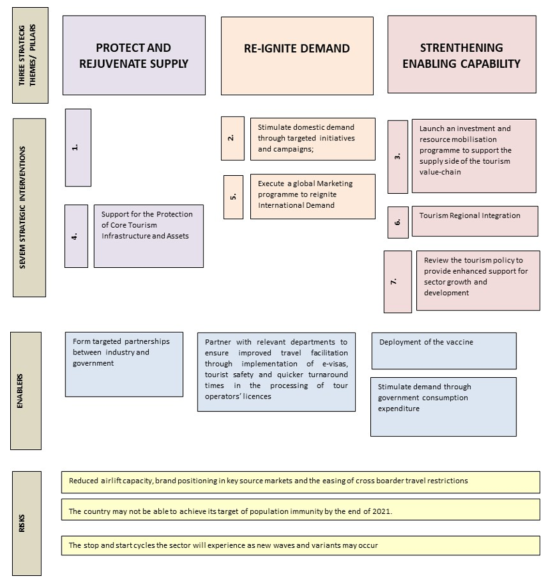 THREE STRATECIG
THEMES/ PILLARS
PROTECT AND
REJUVENATE SUPPLY
RE-IGNITE DEMAND
STRENTHENING
ENABLING CAPABILITY
SEVEM STRATEGIC INTERVENTIONS
1.
2.
Stimulate domestic demand
through targeted initiatives
and campaigns;
3.
Launch an investment and
resource mobilisation
programme to support the
supply side of the tourism
value-chain
4.
Support for the Protection
of Core Tourism
Infrastructure and Assets
5.
Execute a global Marketing
programme to reignite
International Demand
6.
Tourism Regional Integration
7.
Review the tourism policy to
provide enhanced support for
sector growth and
development
ENABLERS
Form targeted partnerships
between industry and
government
Partner with relevant departments to
ensure improved travel facilitation
through implementation of e-visas,
tourist safety and quicker turnaround
times in the processing of tour
operators' licences
Deployment of the vaccine
Stimulate demand through
government consumption
expenditure
RISKS
Reduced airlift capacity, brand positioning in key source markets and the easing of cross boarder travel restrictions
The country may not be able to achieve its target of population immunity by the end of 2021.
The stop and start cycles the sector will experience as new waves and variants may occur